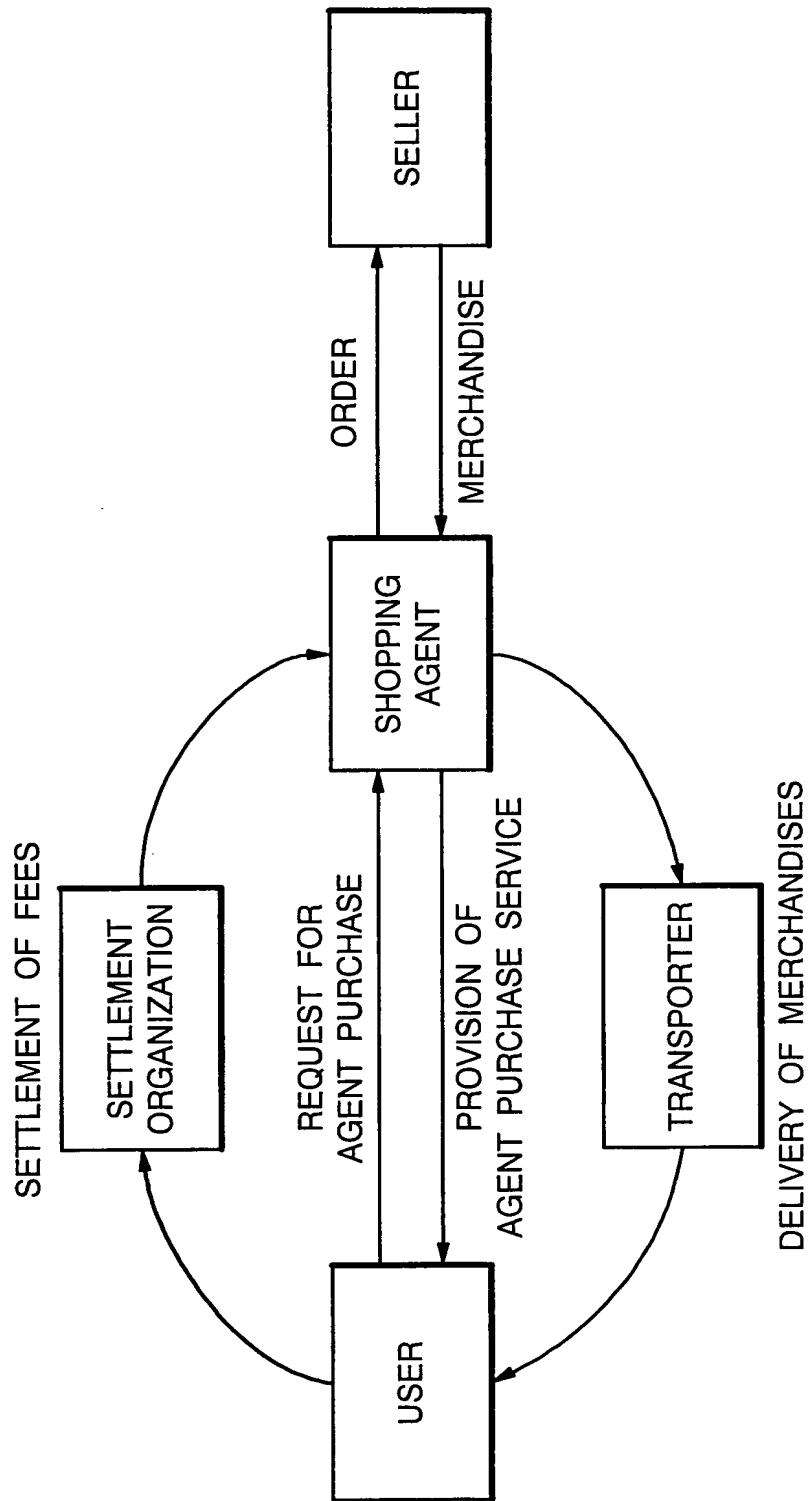 SETTLEMENT OF FEES
SETTLEMENT
ORGANIZATION
USER
REQUEST FOR
AGENT PURCHASE
PROVISION OF
AGENT PURCHASE SERVICE
SHOPPING
AGENT
ORDER
MERCHANDISE
SELLER
TRANSPORTER
DELIVERY OF MERCHANDISES